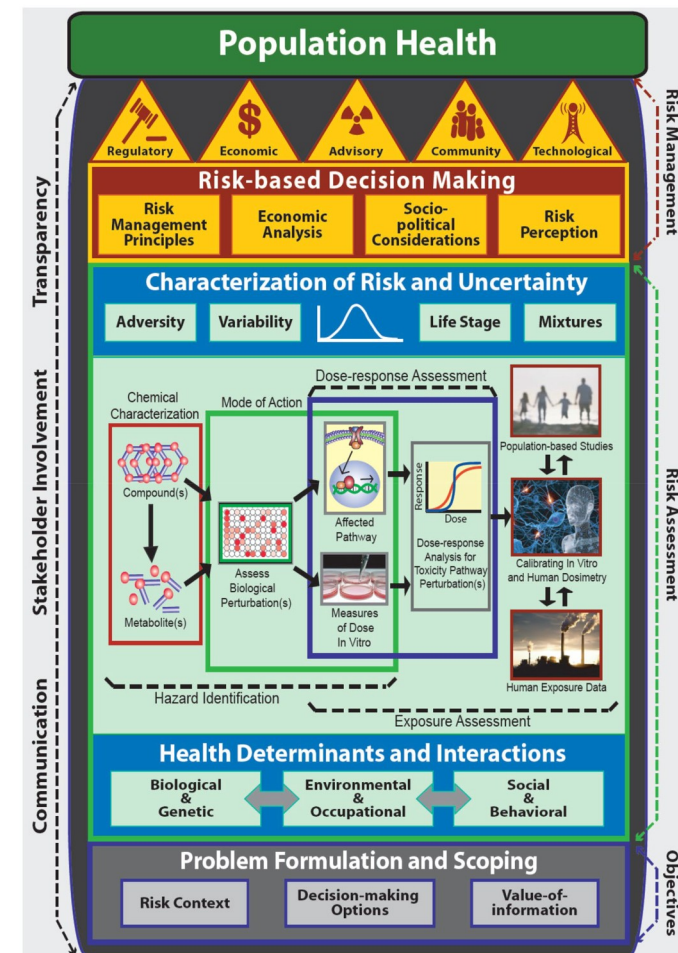 Population Health
Regulatory
Economic
Advisory
Community
Technological
Risk-based Decision Making
Risk
Management
Principles
Economic
Analysis
Socio-
political
Considerations
Risk
Perception
Characterization of Risk and Uncertainty
Adversity
Variability
Life Stage
Mixtures
Dose-response Assessment
Chemical
Characterization
Mode of Action
Compound(s)
Metabolite(s)
Assess
Biological
Perturbation(s)
Affected
Pathway
Measures
of Dose
In Vitro
Response
Dose
Dose-response
Analysis for
Toxicity Pathway
Perturbation(s)
Population-based Studies
Calibrating In Vitro
and Human Dosimetry
Human Exposure Data
Hazard Identification
Exposure Assessment
Health Determinants and Interactions
Biological
&
Genetic
Environmental
&
Occupational
Social
&
Behavioral
Problem Formulation and Scoping
Risk Context
Decision-making
Options
Value-of-
information
Transparency
Stakeholder Involvement
Communication
Risk Management
Risk Assessment
Objectives